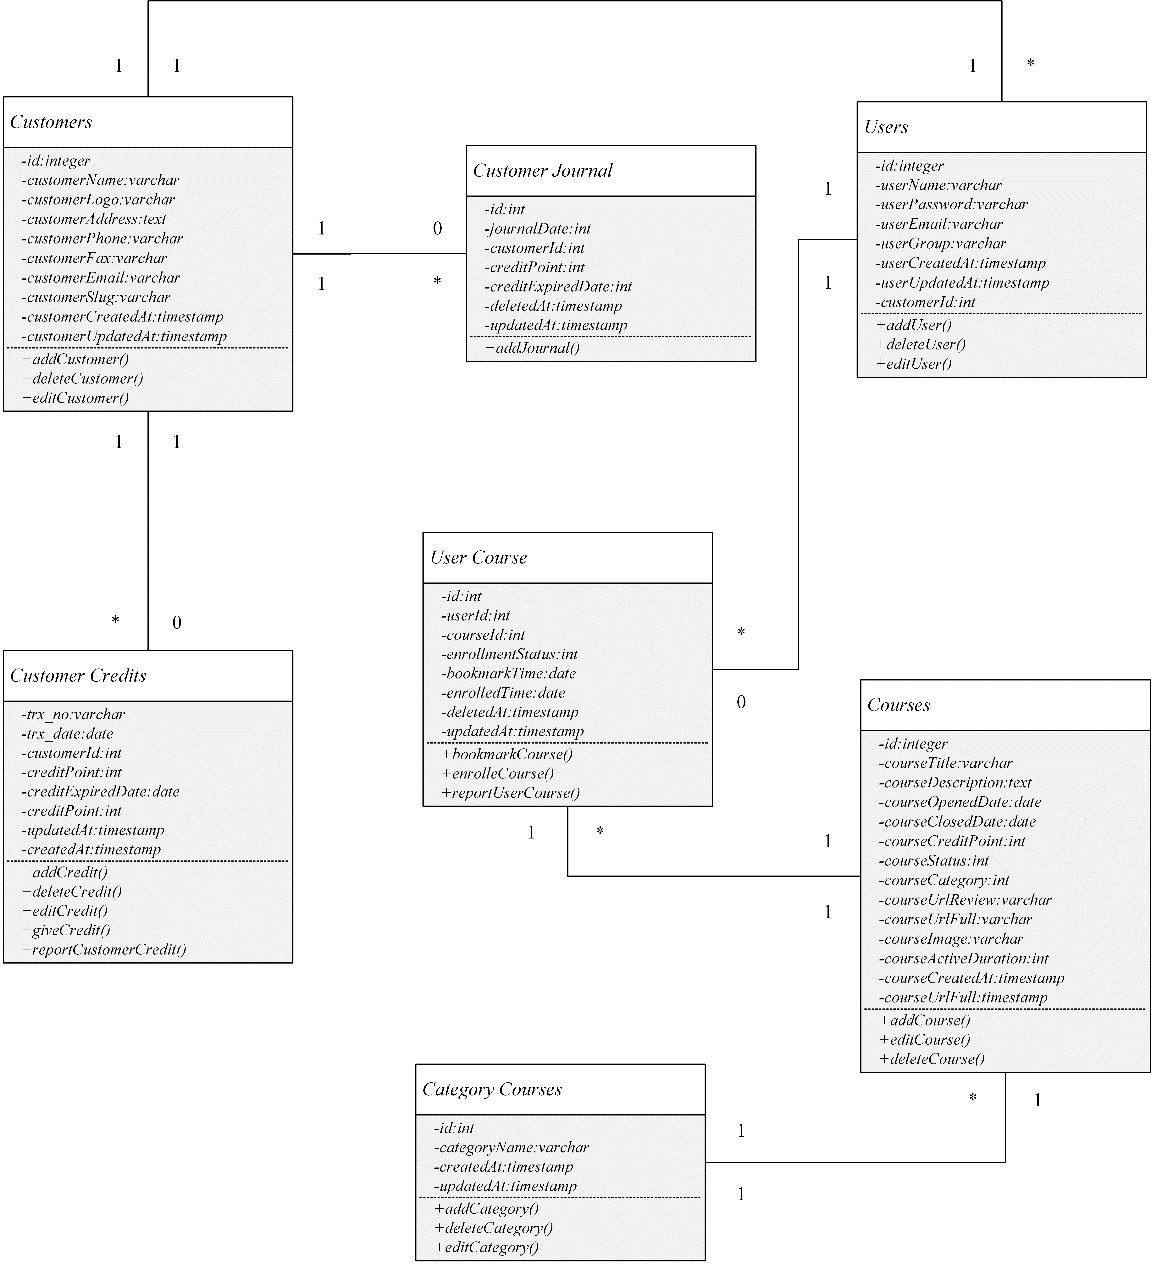 1 1
1 *
Customers
-id:integer
-customerName:varchar
-customerLogo:varchar
-customerAddress:text
-customerPhone:varchar
-customerFax:varchar
-customerEmail:varchar
-customerSlug:varchar
-customerCreatedAt:timestamp
-customerUpdatedAt:timestamp
+addCustomer()
+deleteCustomer()
+editCustomer()
1 0
1 *
Customer Journal
-id:int
-journalDate:int
-customerId:int
-creditPoint:int
-creditExpiredDate:int
-deletedAt:timestamp
-updatedAt:timestamp
+addJournal()
Users
-id:integer
-userName:varchar
-userPassword:varchar
-userEmail:varchar
-userGroup:varchar
-userCreatedAt:timestamp
-userUpdatedAt:timestamp
-customerId:int
+addUser()
+deleteUser()
+editUser()
1
1
1 1
* 0
User Course
-id:int
-userId:int
-courseId:int
-enrollmentStatus:int
-bookmarkTime:date
-enrolledTime:date
-deletedAt:timestamp
-updatedAt:timestamp
+bookmarkCourse()
+enrolleCourse()
+reportUserCourse()
*
0
Customer Credits
-trx_no:varchar
-trx_date:date
-customerId:int
-creditPoint:int
-creditExpiredDate:date
-creditPoint:int
-updatedAt:timestamp
-createdAt:timestamp
addCredit()
+deleteCredit()
+editCredit()
+giveCredit()
+reportCustomerCredit()
1 *
1
1
Courses
-id:integer
-courseTitle:varchar
-courseDescription:text
-courseOpenedDate:date
-courseClosedDate:date
-courseCreditPoint:int
-courseStatus:int
-courseCategory:int
-courseUrlReview:varchar
-courseUrlFull:varchar
-courseImage:varchar
-courseActiveDuration:int
-courseCreatedAt:timestamp
-courseUrlFull:timestamp
+addCourse()
+editCourse()
+deleteCourse()
* 1
Category Courses
-id:int
-categoryName:varchar
-createdAt:timestamp
-updatedAt:timestamp
+addCategory()
+deleteCategory()
+editCategory()
1
1